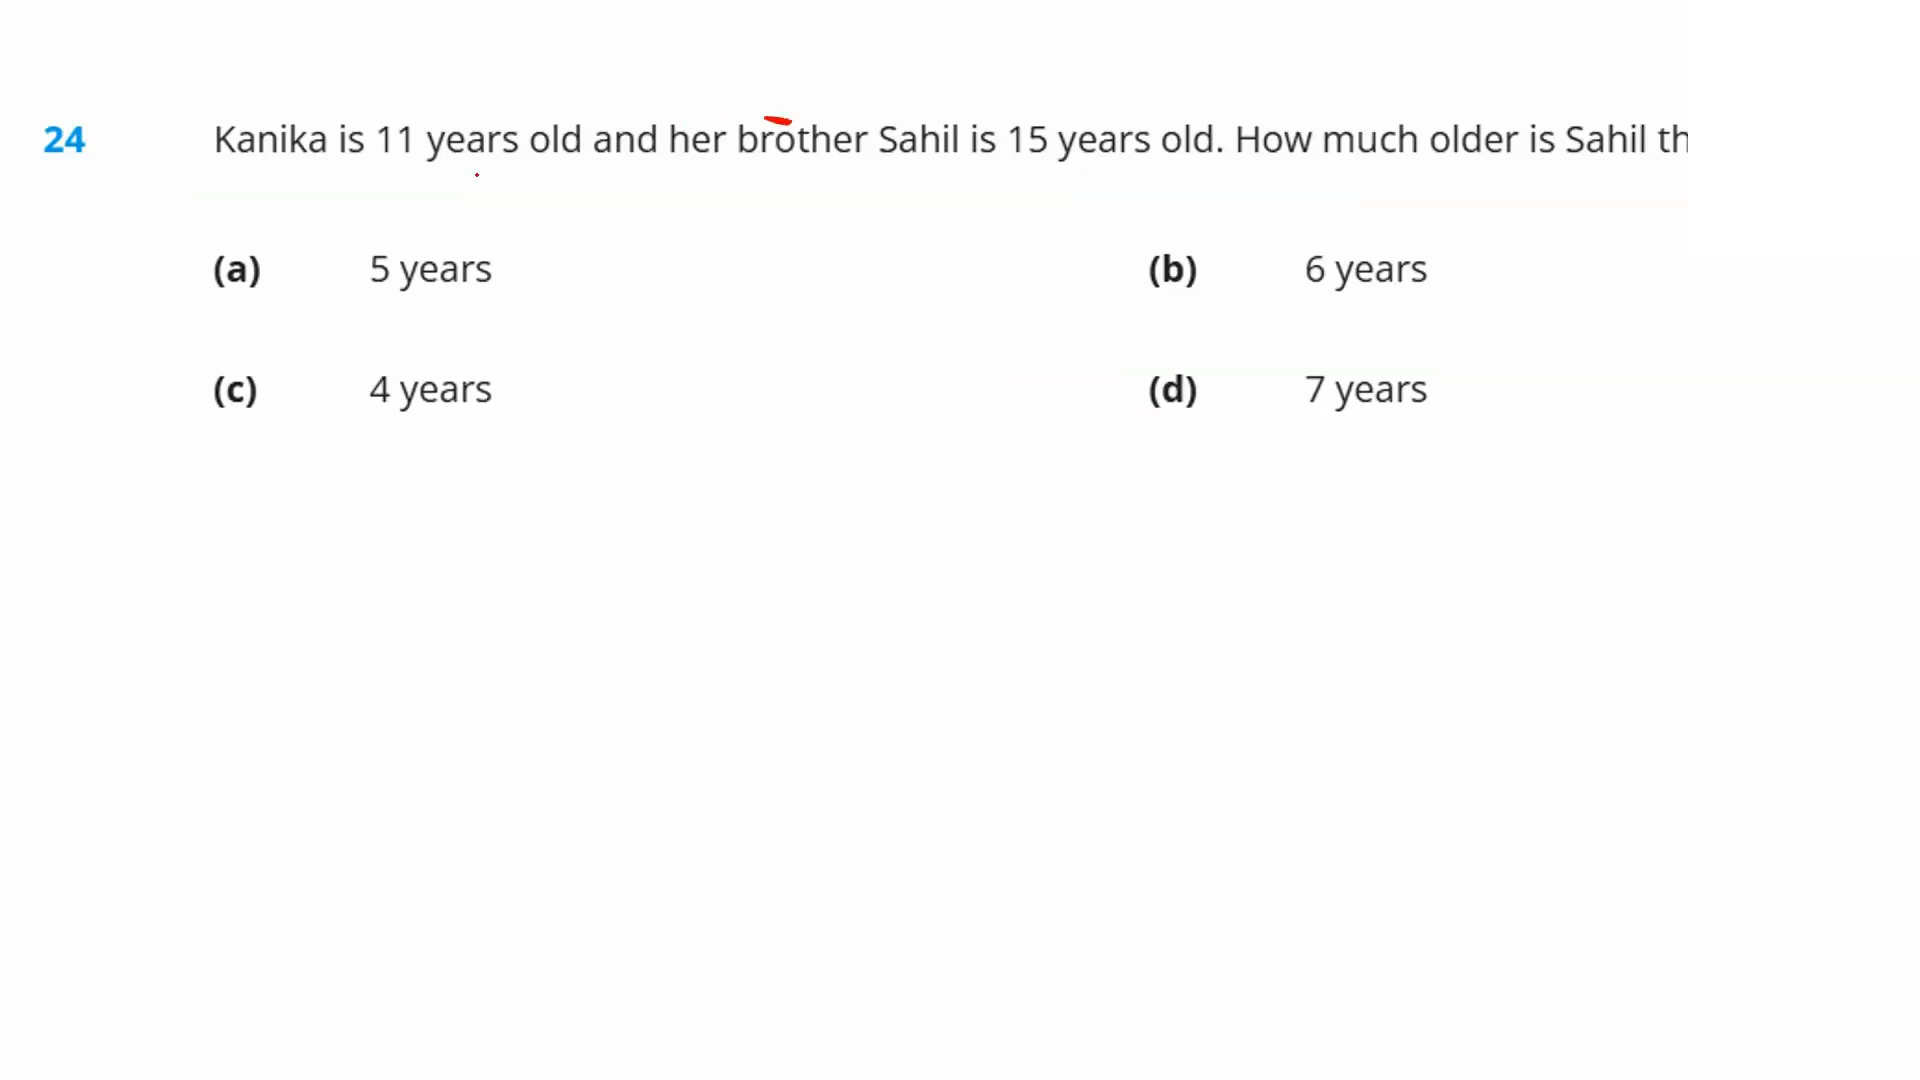 24 Kanika is 11 years old and her brother Sahil is 15 years old. How much older is Sahil th
(a) 5 years (b) 6 years
(c) 4 years (d) 7 years